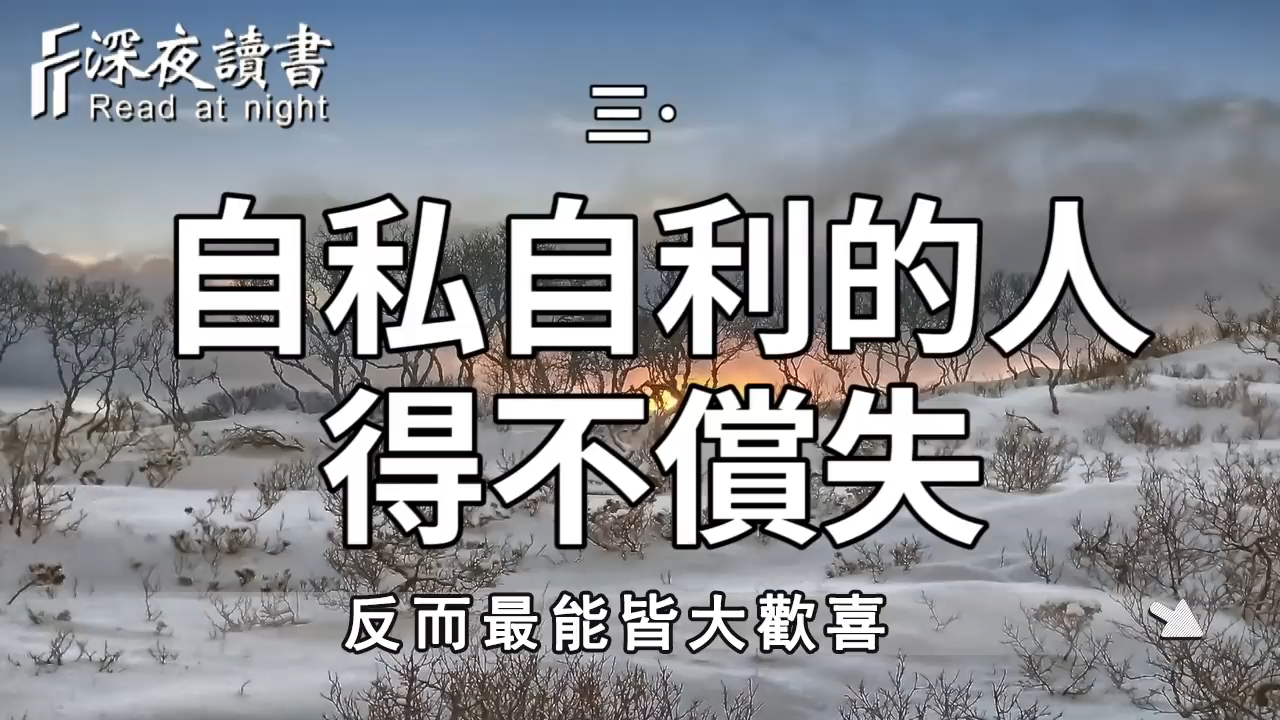 深夜讀書
Read at night
三·
自私自利的人
得不償失
反而最能皆大歡喜